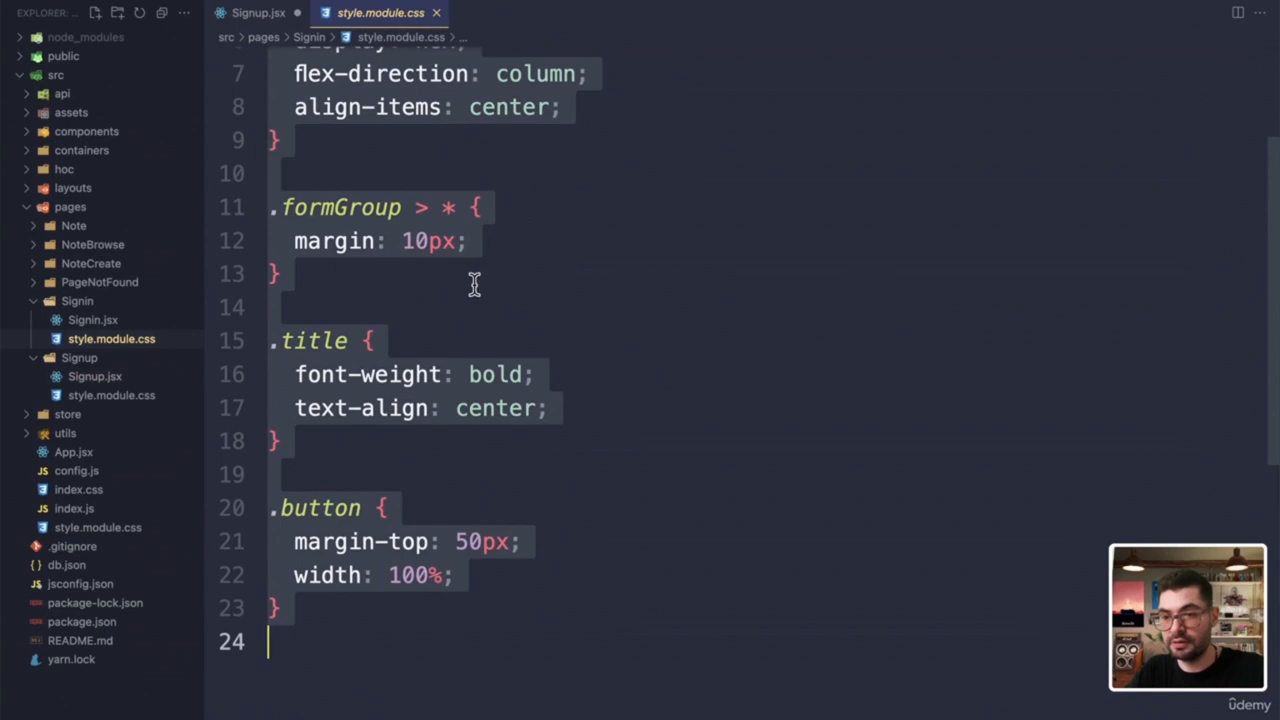 EXPLORER: ...
Signup.jsx
style.module.css
src > pages > Signin > style.module.css > ...
node_modules
public
src
api
assets
components
containers
hoc
layouts
pages
Note
NoteBrowse
NoteCreate
PageNotFound
Signin
Signin.jsx
style.module.css
Signup
Signup.jsx
style.module.css
store
utils
App.jsx
JS config.js
index.css
JS index.js
style.module.css
.gitignore
db.json
jsconfig.json
package-lock.json
package.json
README.md
yarn.lock
7 flex-direction: column;
8 align-items: center;
9 }
10
11 .formGroup > * {
12 margin: 10px;
13 }
14
15 .title {
16 font-weight: bold;
17 text-align: center;
18 }
19
20 .button {
21 margin-top: 50px;
22 width: 100%;
23 }
24
ûdemy